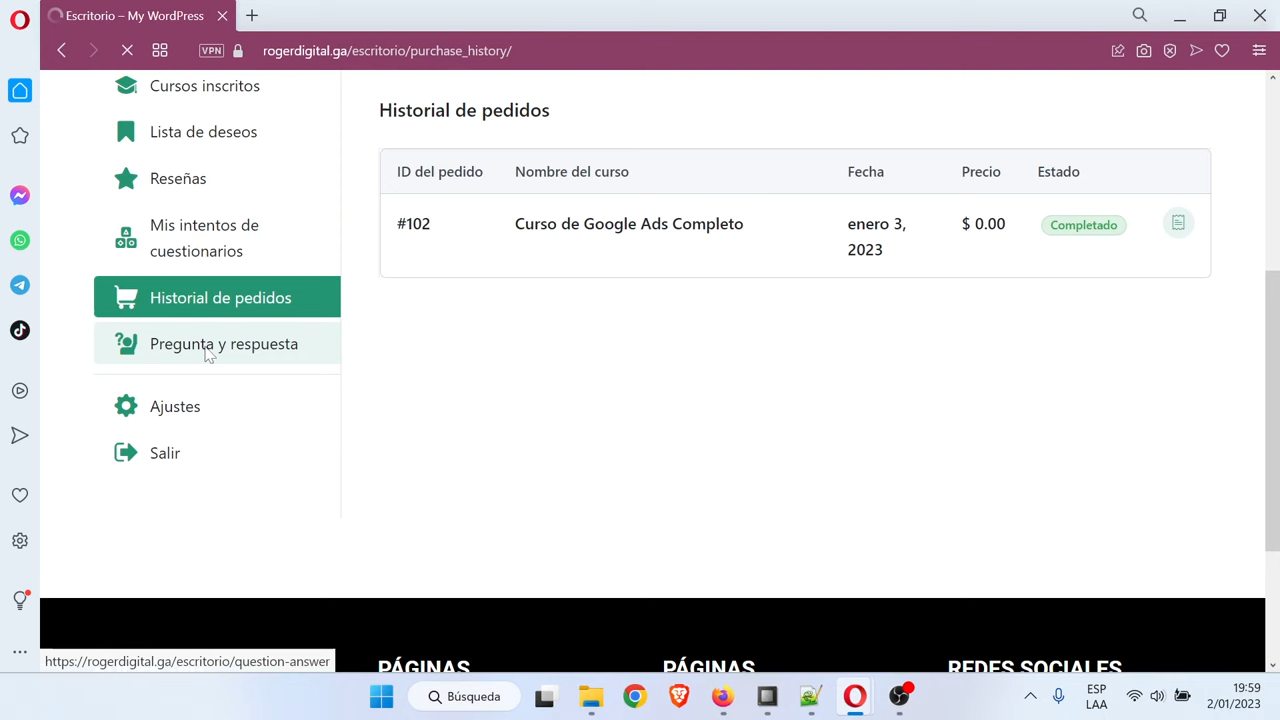 Escritorio – My WordPress
VPN
rogerdigital.ga/escritorio/purchase_history/
Cursos inscritos
Lista de deseos
Reseñas
Mis intentos de
cuestionarios
Historial de pedidos
Pregunta y respuesta
Ajustes
Salir
Historial de pedidos
ID del pedido Nombre del curso Fecha Precio Estado
#102 Curso de Google Ads Completo enero 3, $ 0.00 Completado
2023
PÁGINAS PÁGINAS REDES SOCIALES
https://rogerdigital.ga/escritorio/question-answer
Búsqueda
ESP
LAA
19:59
2/01/2023